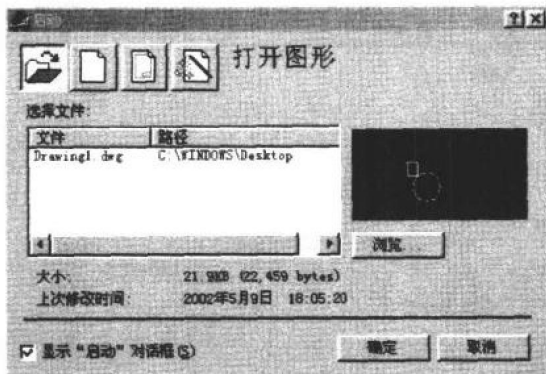 启动
打开图形
选择文件:
文件 路径
Drawing1.dwg C:\WINDOWS\Desktop
浏览...
大小: 21.9KB (22,459 bytes)
上次修改时间: 2002年5月9日 18:05:20
显示“启动”对话框(S)
确定 取消